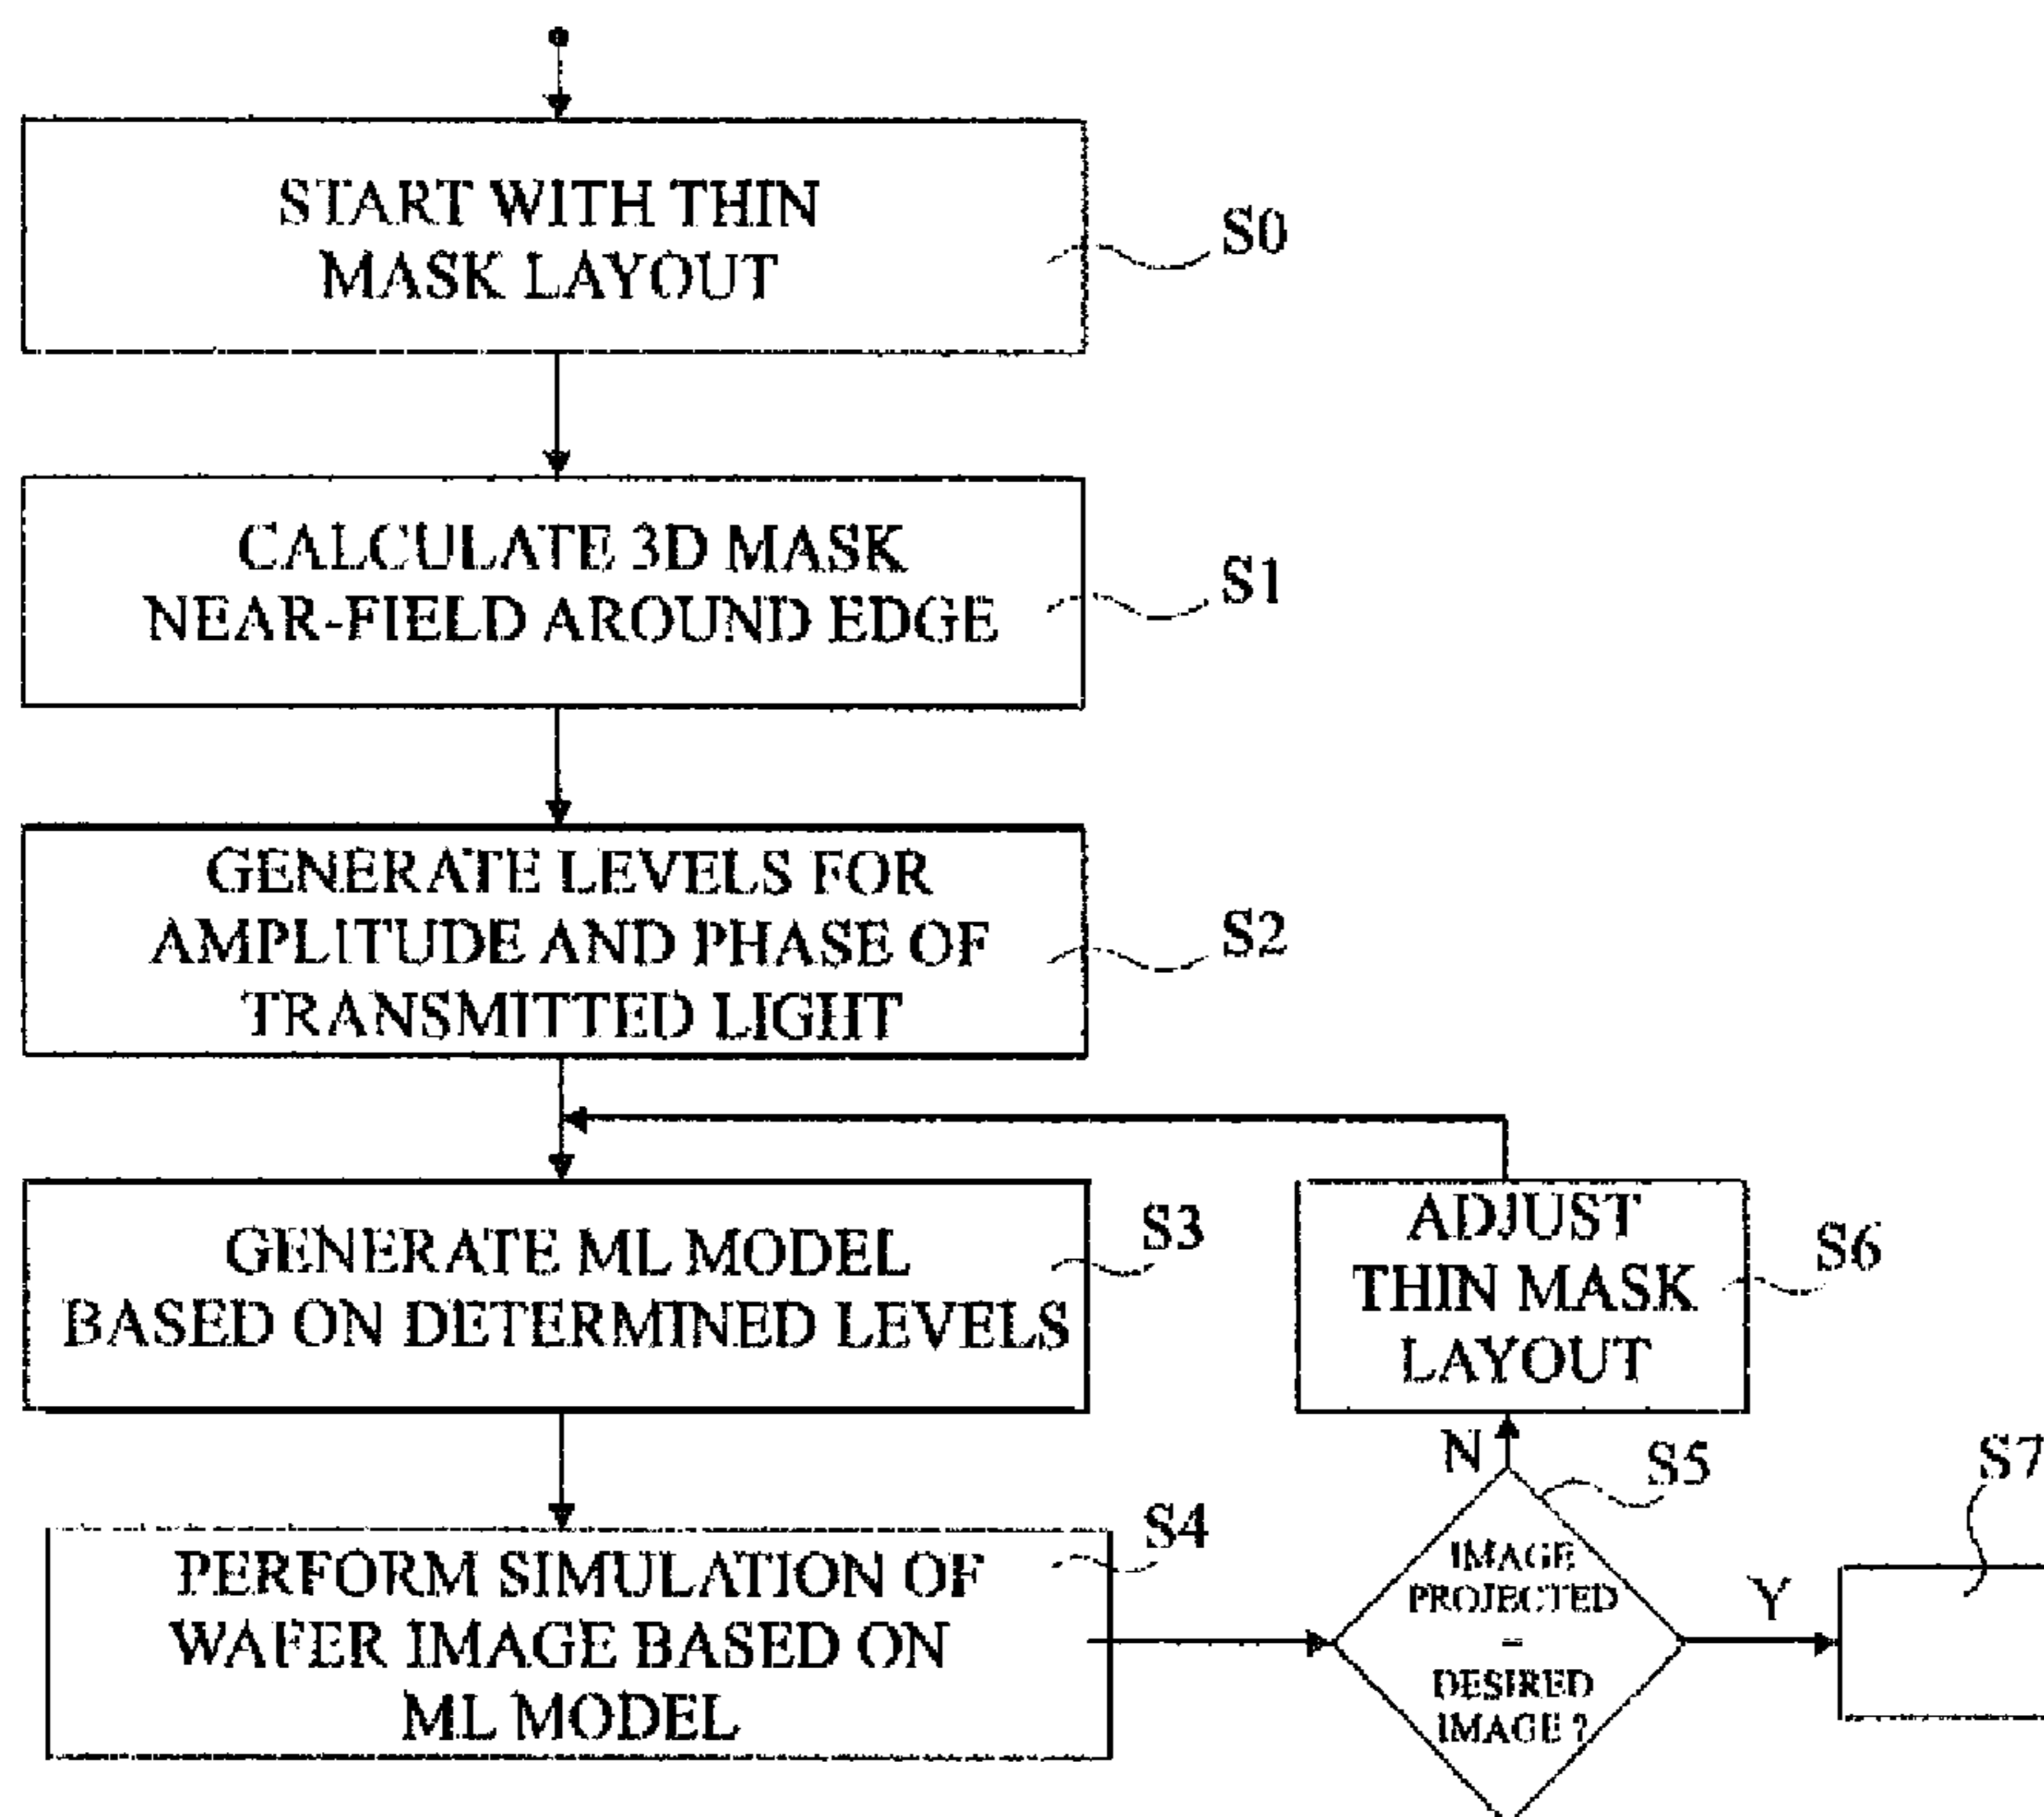 START WITH THIN
MASK LAYOUT
S0
CALCULATE 3D MASK
NEAR-FIELD AROUND EDGE
S1
GENERATE LEVELS FOR
AMPLITUDE AND PHASE OF
TRANSMITTED LIGHT
S2
GENERATE ML MODEL
BASED ON DETERMINED LEVELS
S3
ADJUST
THIN MASK
LAYOUT
S6
PERFORM SIMULATION OF
WAFER IMAGE BASED ON
ML MODEL
S4
N
S5
IMAGE
PROJECTED
=
DESIRED
IMAGE ?
Y
S7